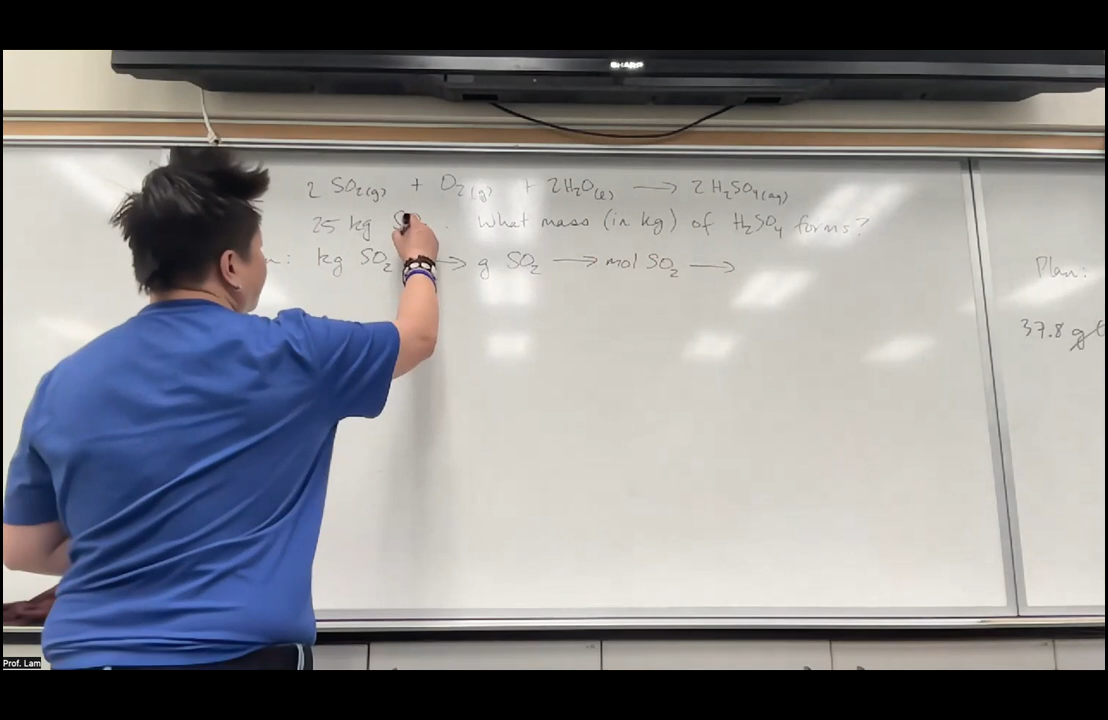 SHARP
2 SO₂(g) + O₂(g) + 2H₂O(l) → 2 H₂SO₄(aq)
25 kg . What mass (in kg) of H₂SO₄ forms?
: kg SO₂ → g SO₂ → mol SO₂ →
Plan:
37.8 g
Prof. Lam